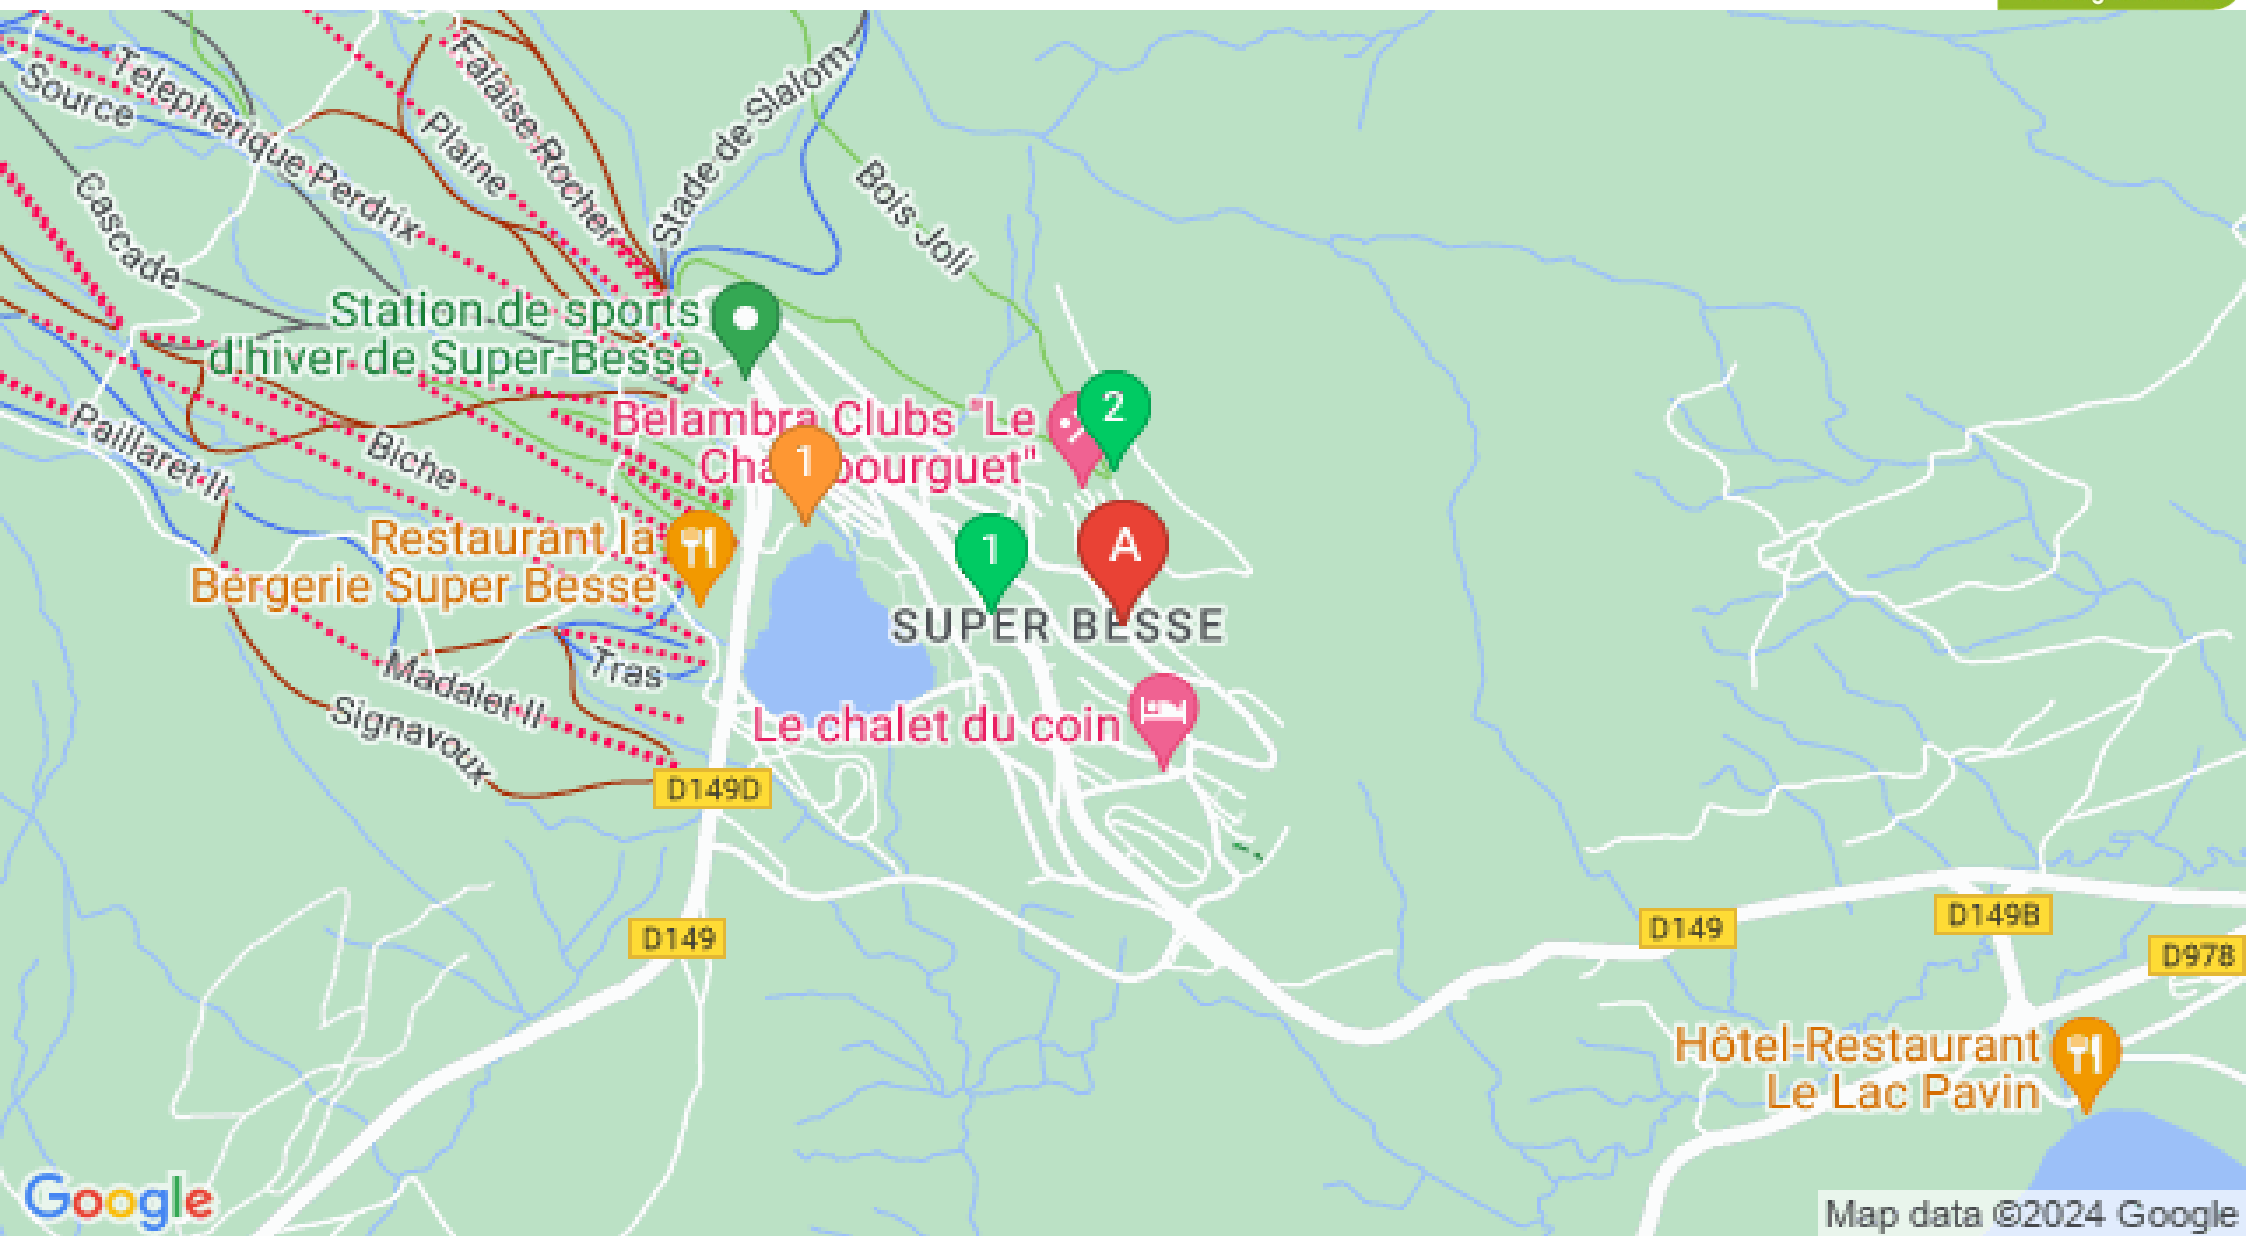 Telepherique Perdrix
Source
Falaise Rocher
Plaine
Stade de Slalom
Bois Joli
Cascade
Station de sports
d'hiver de Super-Besse
Belambra Clubs "Le
Chambourguet"
2
1
Paillaret II
Biche
Restaurant la
Bergerie Super Besse
1
A
SUPER BESSE
Tras
Madalet II
Signavoux
Le chalet du coin
D149D
D149
D149
D149B
D978
Hôtel-Restaurant
Le Lac Pavin
Google
Map data ©2024 Google